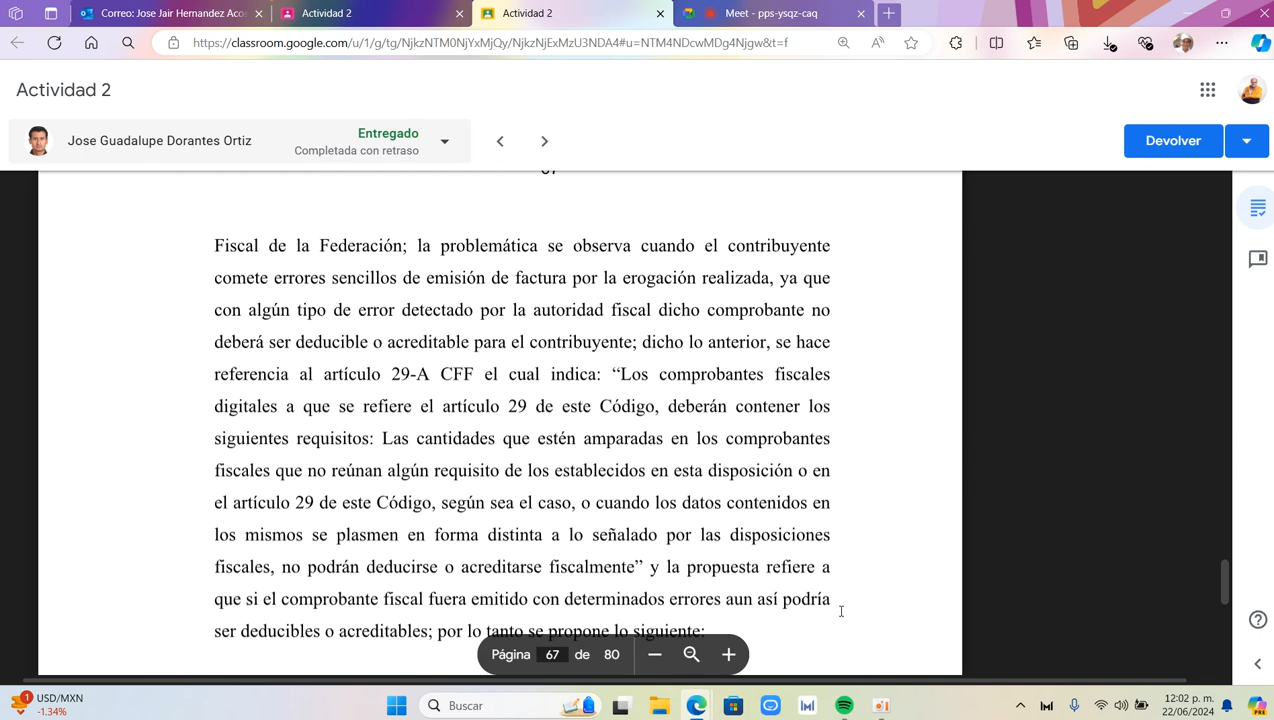 Correo: Jose Jair Hernandez Acos
Actividad 2
Actividad 2
Meet - pps-ysqz-caq
https://classroom.google.com/u/1/g/tg/NjkzNTM0NjYxMjQy/NjkzNjExMzU3NDA4#u=NTM4NDcwMDg4Njgw&t=f
Actividad 2
Jose Guadalupe Dorantes Ortiz
Entregado
Completada con retraso
Devolver
Fiscal de la Federación; la problemática se observa cuando el contribuyente
comete errores sencillos de emisión de factura por la erogación realizada, ya que
con algún tipo de error detectado por la autoridad fiscal dicho comprobante no
deberá ser deducible o acreditable para el contribuyente; dicho lo anterior, se hace
referencia al artículo 29-A CFF el cual indica: “Los comprobantes fiscales
digitales a que se refiere el artículo 29 de este Código, deberán contener los
siguientes requisitos: Las cantidades que estén amparadas en los comprobantes
fiscales que no reúnan algún requisito de los establecidos en esta disposición o en
el artículo 29 de este Código, según sea el caso, o cuando los datos contenidos en
los mismos se plasmen en forma distinta a lo señalado por las disposiciones
fiscales, no podrán deducirse o acreditarse fiscalmente” y la propuesta refiere a
que si el comprobante fiscal fuera emitido con determinados errores aun así podría
ser deducibles o acreditables; por lo tanto se propone lo siguiente:
Página 67 de 80
1
USD/MXN
-1.34%
Buscar
12:02 p. m.
22/06/2024
PRE